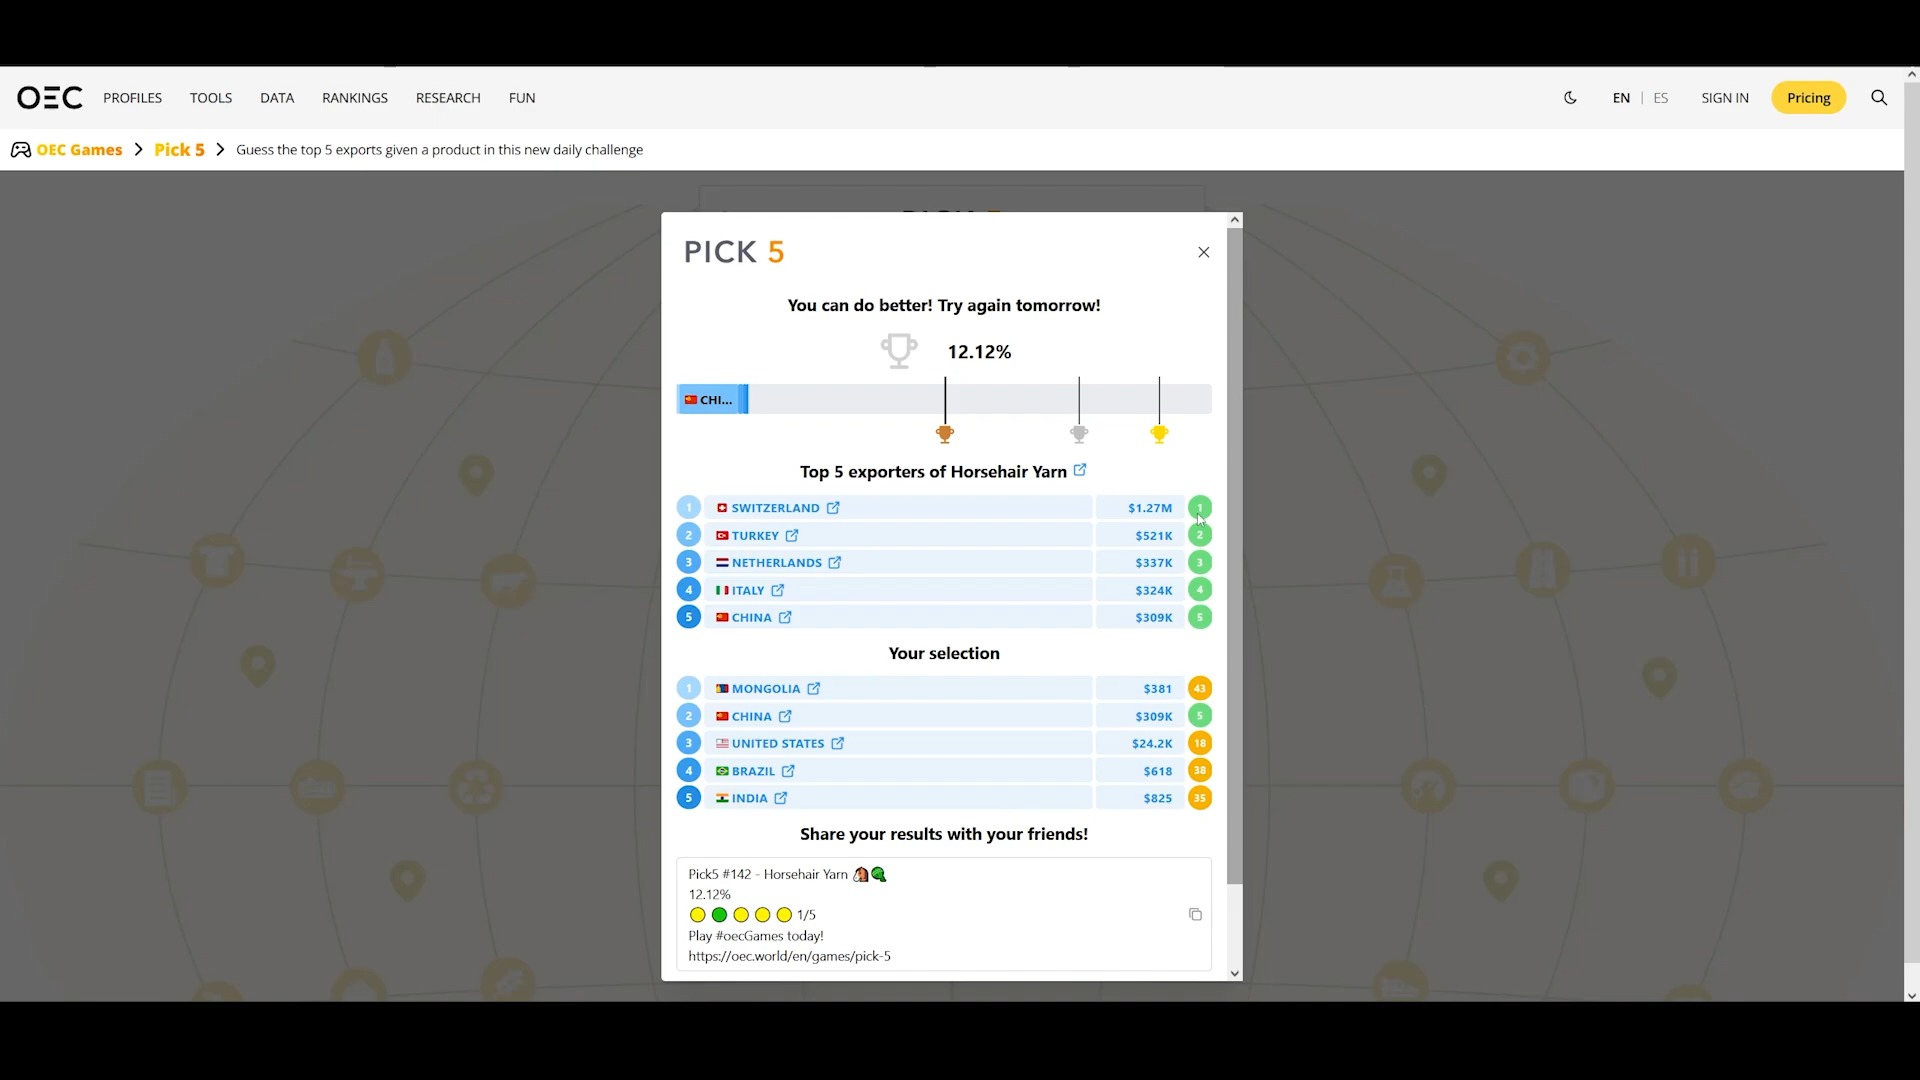 OEC PROFILES TOOLS DATA RANKINGS RESEARCH FUN EN | ES SIGN IN Pricing
OEC Games Pick 5 Guess the top 5 exports given a product in this new daily challenge
PICK 5
You can do better! Try again tomorrow!
12.12%
CHI...
Top 5 exporters of Horsehair Yarn
1 SWITZERLAND $1.27M 1
2 TURKEY $521K 2
3 NETHERLANDS $337K 3
4 ITALY $324K 4
5 CHINA $309K 5
Your selection
1 MONGOLIA $381 43
2 CHINA $309K 5
3 UNITED STATES $24.2K 18
4 BRAZIL $618 38
5 INDIA $825 35
Share your results with your friends!
Pick5 #142 - Horsehair Yarn
12.12%
1/5
Play #oecGames today!
https://oec.world/en/games/pick-5